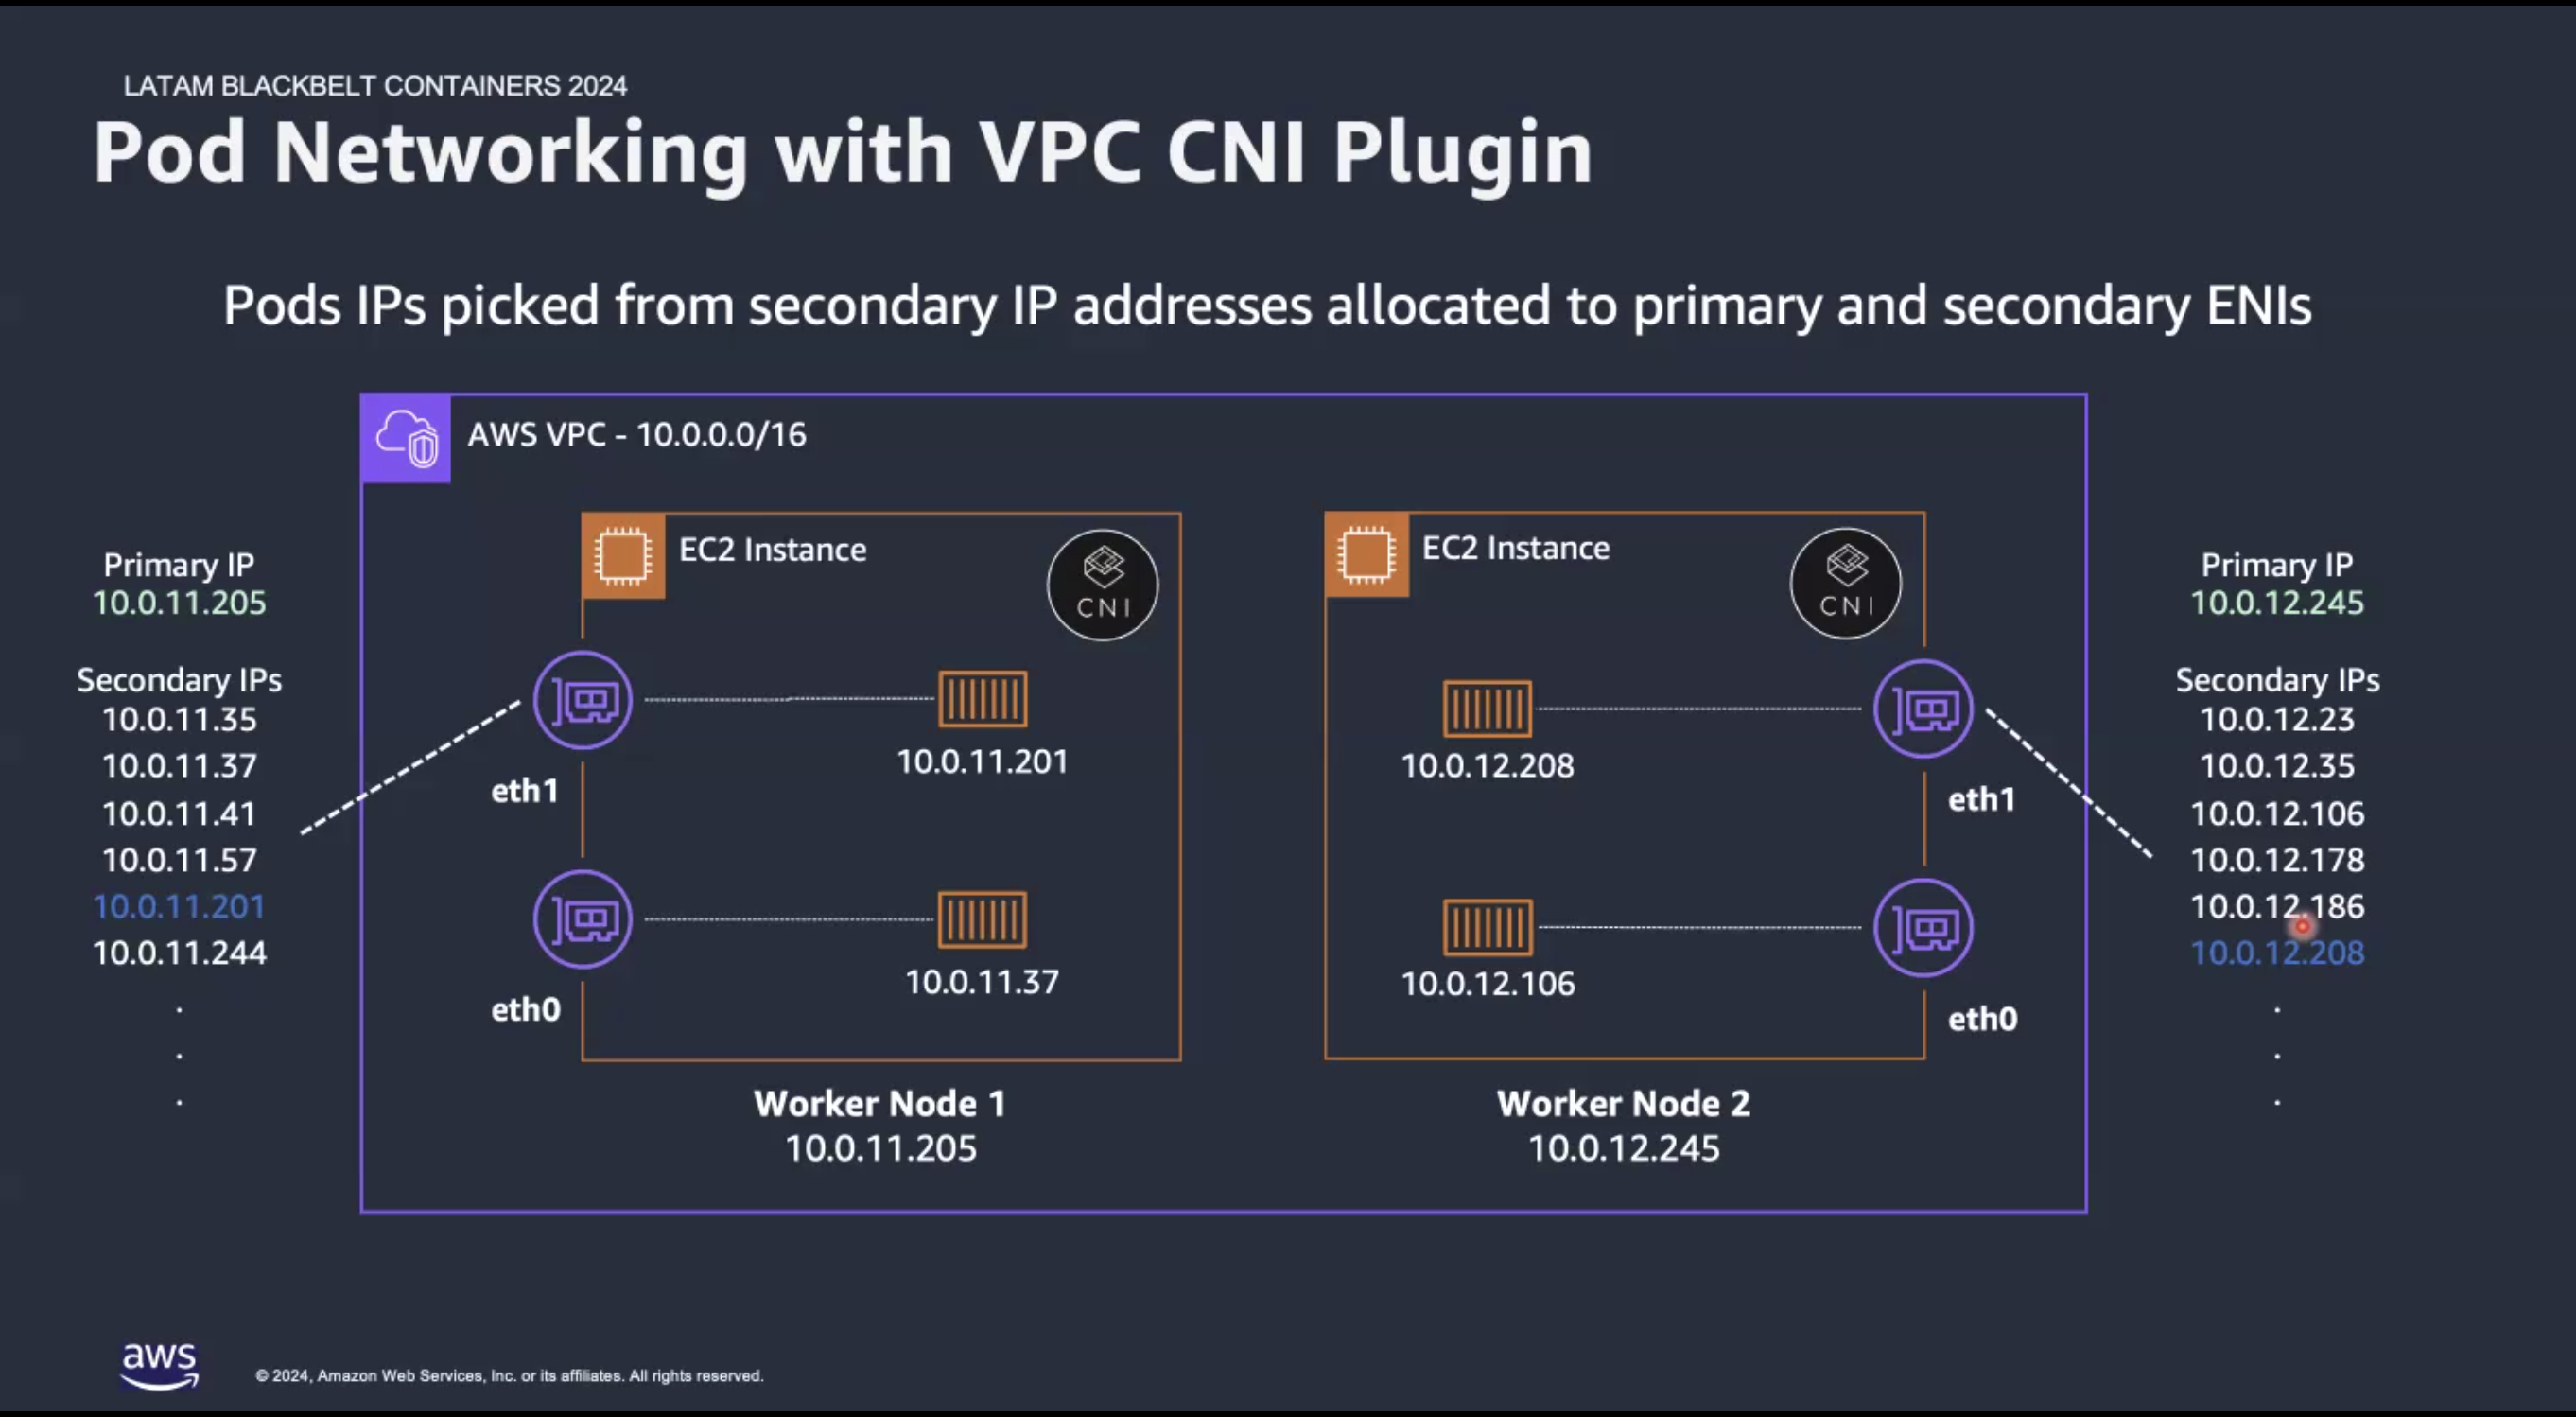 LATAM BLACKBELT CONTAINERS 2024
Pod Networking with VPC CNI Plugin
Pods IPs picked from secondary IP addresses allocated to primary and secondary ENIs
AWS VPC - 10.0.0.0/16
Primary IP
10.0.11.205
Secondary IPs
10.0.11.35
10.0.11.37
10.0.11.41
10.0.11.57
10.0.11.201
10.0.11.244
.
.
.
EC2 Instance
CNI
10.0.11.201
eth1
10.0.11.37
eth0
Worker Node 1
10.0.11.205
EC2 Instance
CNI
10.0.12.208
eth1
10.0.12.106
eth0
Worker Node 2
10.0.12.245
Primary IP
10.0.12.245
Secondary IPs
10.0.12.23
10.0.12.35
10.0.12.106
10.0.12.178
10.0.12.186
10.0.12.208
.
.
.
aws
© 2024, Amazon Web Services, Inc. or its affiliates. All rights reserved.